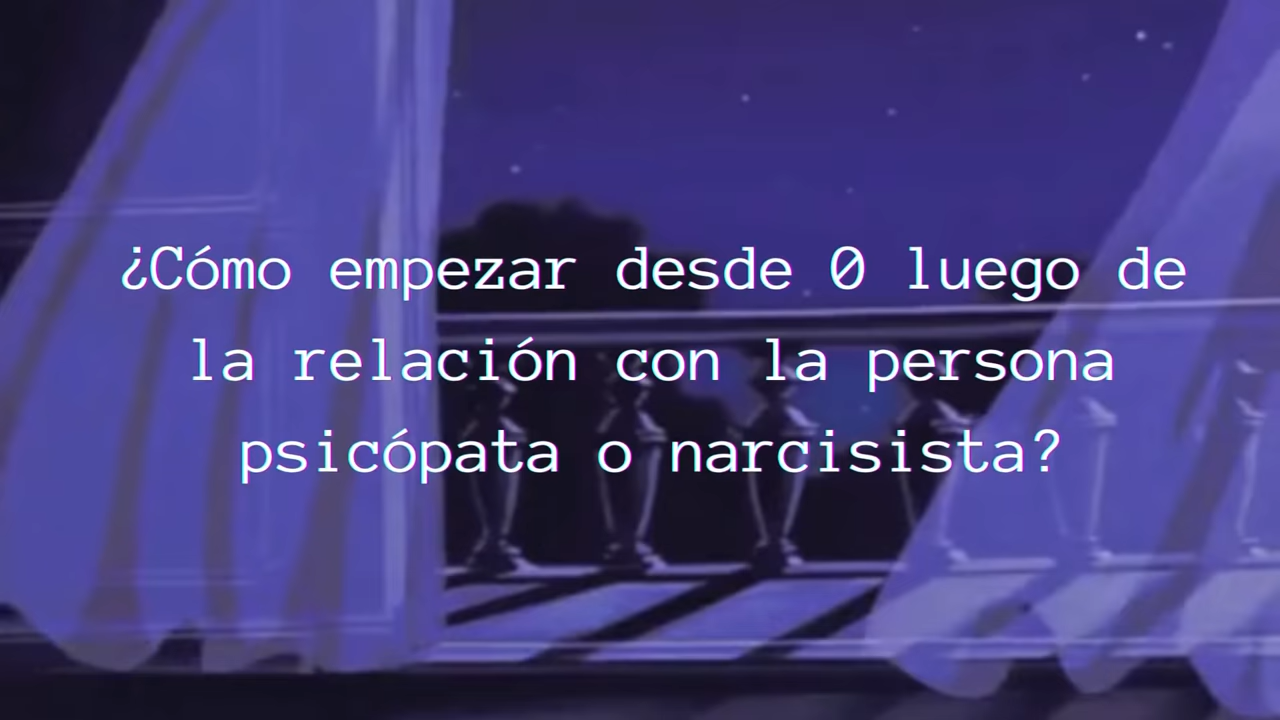 ¿Cómo empezar desde 0 luego de
la relación con la persona
psicópata o narcisista?